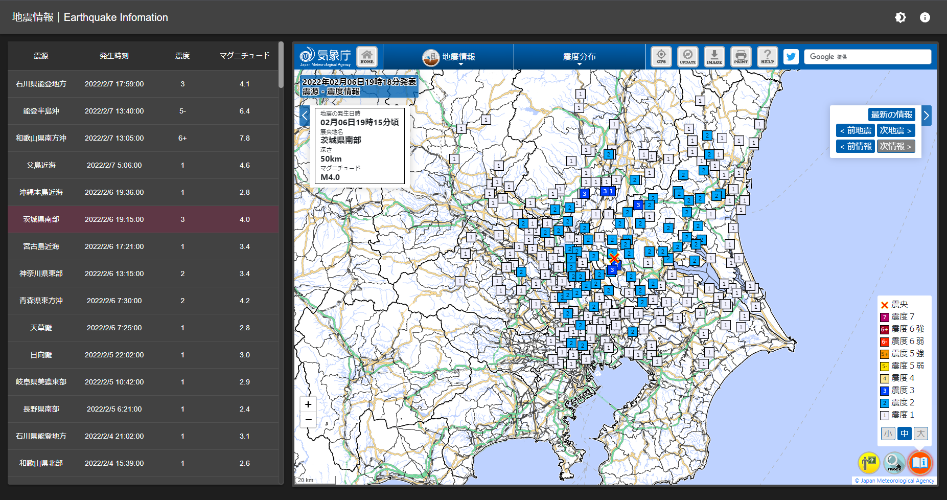 地震情報 | Earthquake Infomation
震源 発生時刻 震度 マグニチュード
石川県能登地方 2022/2/7 17:59:00 3 4.1
能登半島沖 2022/2/7 13:40:00 5- 6.4
和歌山県南方沖 2022/2/7 13:05:00 6+ 7.8
父島近海 2022/2/7 5:06:00 1 4.6
沖縄本島近海 2022/2/6 19:36:00 1 2.8
茨城県南部 2022/2/6 19:15:00 3 4.0
宮古島近海 2022/2/6 17:21:00 1 3.4
神奈川県東部 2022/2/6 13:15:00 2 3.4
青森県東方沖 2022/2/6 7:30:00 2 4.2
天草灘 2022/2/6 7:25:00 1 2.8
日向灘 2022/2/5 22:02:00 1 3.0
岐阜県美濃東部 2022/2/5 10:42:00 1 2.9
長野県南部 2022/2/5 6:21:00 1 2.4
石川県能登地方 2022/2/4 21:02:00 1 3.1
和歌山県北部 2022/2/4 15:39:00 1 2.6
気象庁
Japan Meteorological Agency
HOME
地震情報
震度分布
GPS
UPDATE
IMAGE
PRINT
HELP
Google
2022年02月06日19時18分発表
震源・震度情報
地震の発生日時
02月06日19時15分頃
震央地名
茨城県南部
深さ
50km
マグニチュード
M4.0
最新の情報
< 前地震 次地震 >
< 前情報 次情報 >
震央
7 震度７
6+ 震度６強
6- 震度６弱
5+ 震度５強
5- 震度５弱
4 震度４
3 震度３
2 震度２
1 震度１
小 中 大
+
-
20 km
© Japan Meteorological Agency